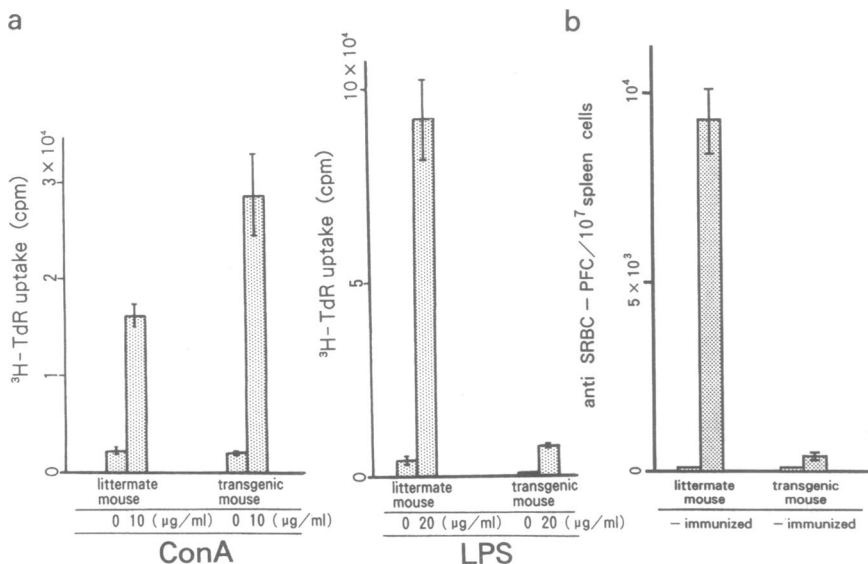 a
³H-TdR uptake (cpm)
3 × 10⁴
2
1
0
littermate mouse
transgenic mouse
0 10 (μg/ml)
0 10 (μg/ml)
ConA
³H-TdR uptake (cpm)
10 × 10⁴
5
0
littermate mouse
transgenic mouse
0 20 (μg/ml)
0 20 (μg/ml)
LPS
b
anti SRBC - PFC/10⁷ spleen cells
10⁴
5 × 10³
0
littermate mouse
transgenic mouse
- immunized
- immunized